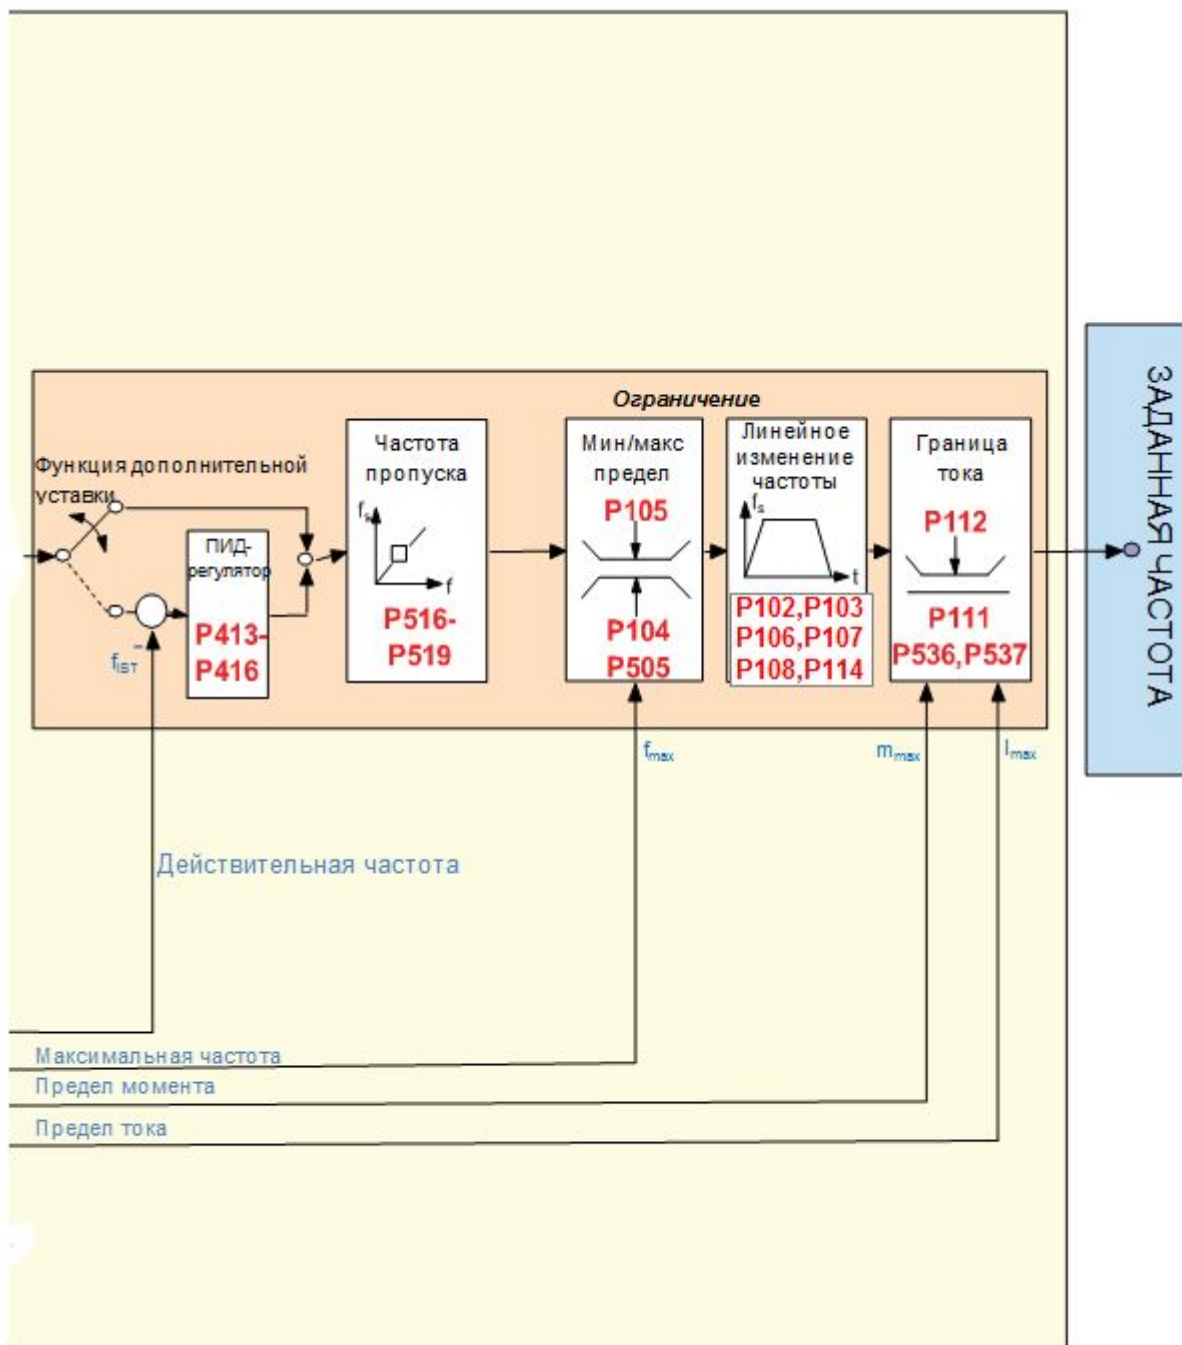 Ограничение
Функция дополнительной
уставки
ПИД-
регулятор
P413-
P416
f_IST
-
Частота
пропуска
f_s
f
P516-
P519
Мин/макс
предел
P105
P104
P505
Линейное
изменение
частоты
f_s
t
P102,P103
P106,P107
P108,P114
Граница
тока
P112
P111
P536,P537
f_max
m_max
I_max
ЗАДАННАЯ ЧАСТОТА
Действительная частота
Максимальная частота
Предел момента
Предел тока